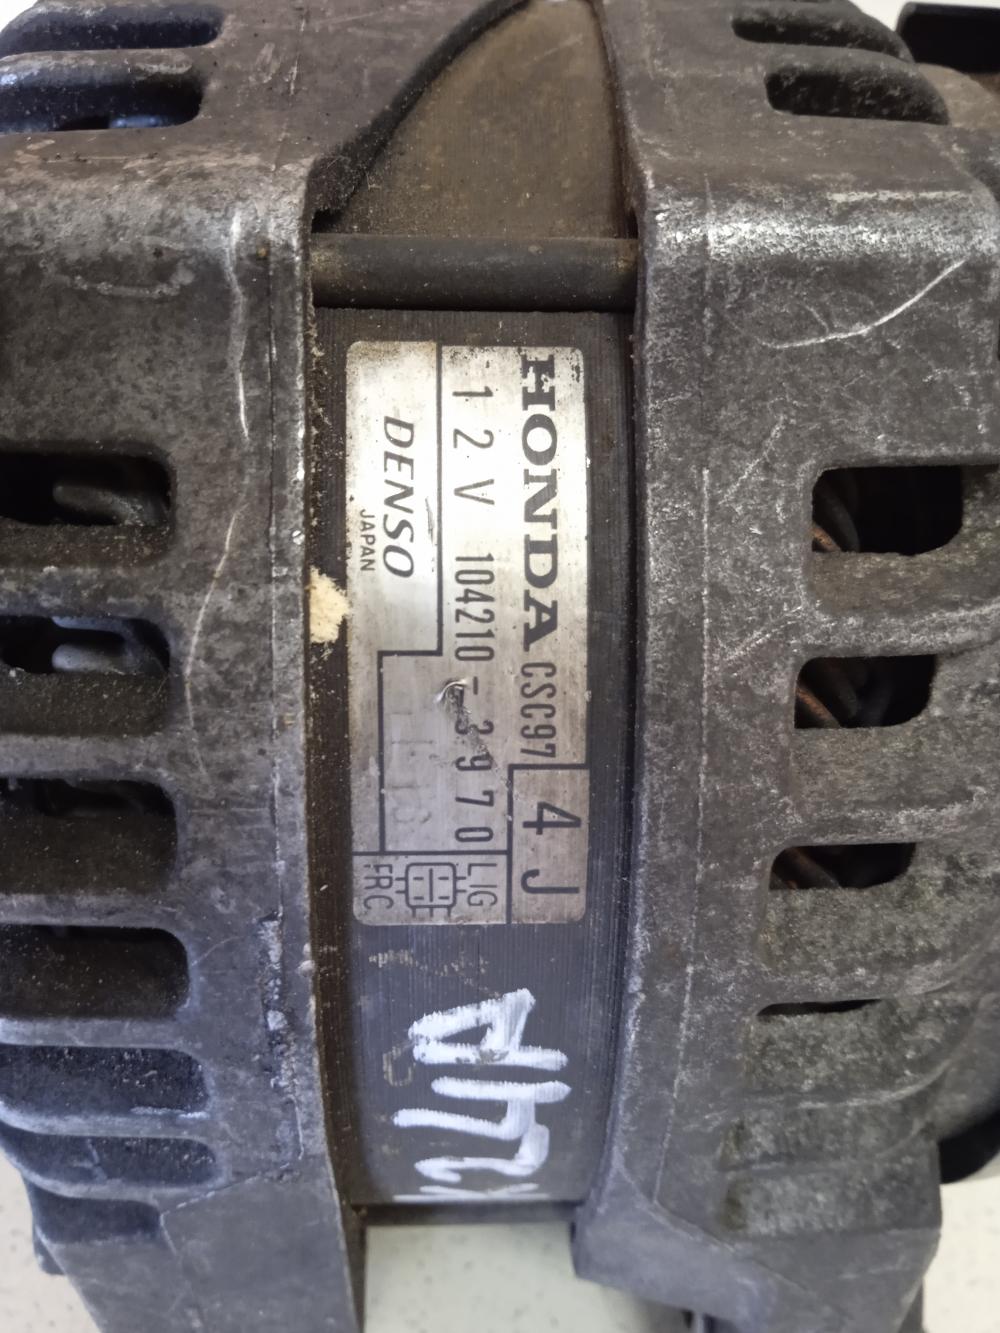 HONDA CSC97
4J
12V 104210-3970
DENSO
JAPAN
LIG
FRC